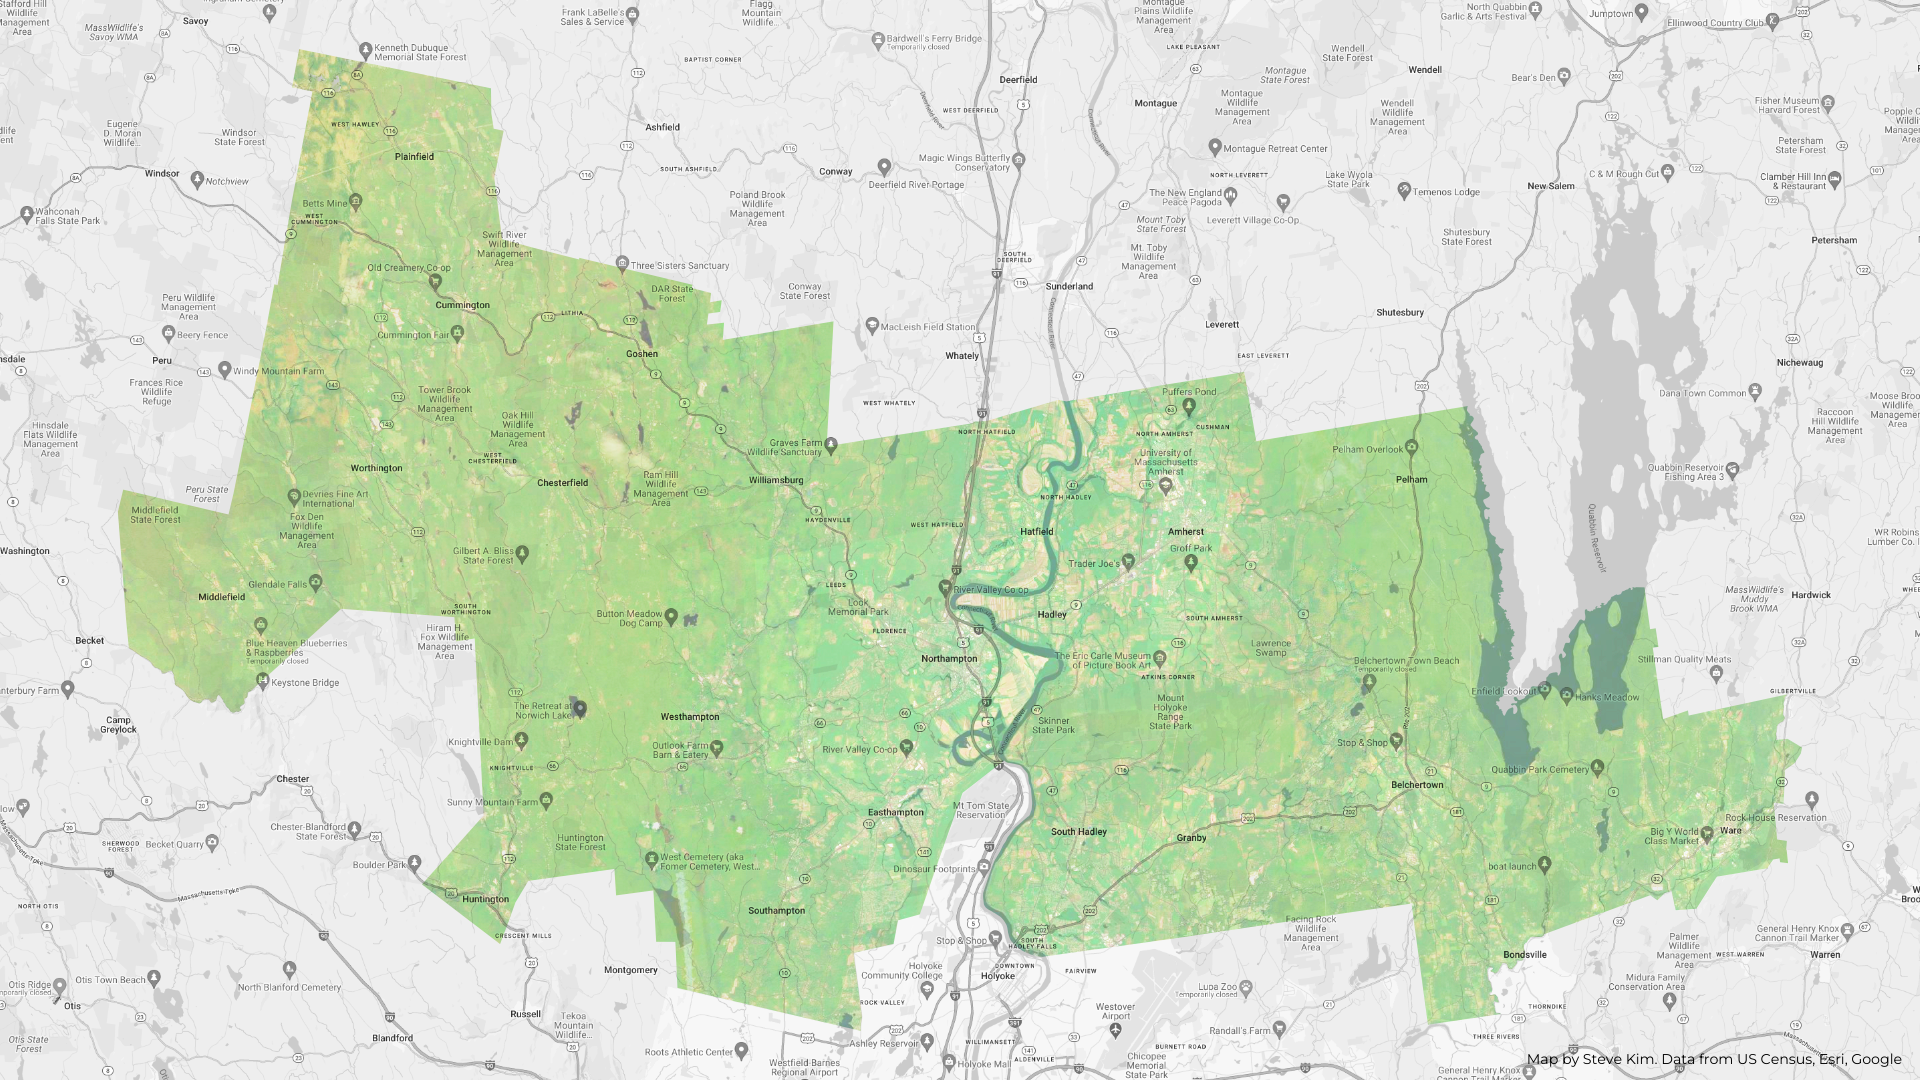 Stafford Hill
Wildlife
Management
Area
Savoy
MassWildlife's
Savoy WMA
Frank LaBelle's
Sales & Service
Flagg
Mountain
Wildlife...
Bardwell's Ferry Bridge
Temporarily closed
Montague
Plains Wildlife
Management
Area
LAKE PLEASANT
Wendell
State Forest
North Quabbin
Garlic & Arts Festival
Jumptown
Ellinwood Country Club
Kenneth Dubuque
Memorial State Forest
BAPTIST CORNER
Deerfield
Montague
State Forest
Wendell
Bear's Den
WEST DEERFIELD
Montague
Montague
Wildlife
Management
Area
Wendell
Wildlife
Management
Area
Fisher Museum
Harvard Forest
Eugene
D. Moran
Wildlife...
Windsor
State Forest
WEST HAWLEY
Plainfield
Ashfield
Deerfield River
Connecticut River
Petersham
State Forest
Montague Retreat Center
Windsor
Notchview
SOUTH ASHFIELD
Conway
Magic Wings Butterfly
Conservatory
Deerfield River Portage
NORTH LEVERETT
Lake Wyola
State Park
Temenos Lodge
New Salem
C & M Rough Cut
Clamber Hill Inn
& Restaurant
Wahconah
Falls State Park
Betts Mine
WEST
CUMMINGTON
Poland Brook
Wildlife
Management
Area
The New England
Peace Pagoda
Leverett Village Co-Op
Mount Toby
State Forest
Shutesbury
State Forest
Petersham
Swift River
Wildlife
Management
Area
Mt. Toby
Wildlife
Management
Area
SOUTH
DEERFIELD
Old Creamery Co-op
Three Sisters Sanctuary
Sunderland
DAR State
Forest
Conway
State Forest
Peru Wildlife
Management
Area
Cummington
LITHIA
Shutesbury
Beery Fence
Cummington Fair
MacLeish Field Station
Leverett
Connecticut River
Peru
Goshen
Whately
EAST LEVERETT
Nichewaug
Windy Mountain Farm
Frances Rice
Wildlife
Refuge
Tower Brook
Wildlife
Management
Area
WEST WHATELY
Puffers Pond
Dana Town Common
Oak Hill
Wildlife
Management
Area
Hinsdale
Flats Wildlife
Management
Area
Graves Farm
Wildlife Sanctuary
NORTH HATFIELD
NORTH AMHERST
CUSHMAN
Raccoon
Hill Wildlife
Management
Area
Pelham Overlook
University of
Massachusetts
Amherst
WEST
CHESTERFIELD
Worthington
Chesterfield
Ram Hill
Wildlife
Management
Area
Williamsburg
Pelham
Quabbin Reservoir
Fishing Area 3
Peru State
Forest
Devries Fine Art
International
NORTH HADLEY
Middlefield
State Forest
Fox Den
Wildlife
Management
Area
HAYDENVILLE
WEST HATFIELD
Hatfield
Amherst
Quabbin Reservoir
WR Robins
Lumber Co. I
Washington
Gilbert A. Bliss
State Forest
Groff Park
Trader Joe's
Glendale Falls
LEEDS
River Valley Co-op
Middlefield
SOUTH
WORTHINGTON
Look
Memorial Park
Button Meadow
Dog Camp
Hadley
SOUTH AMHERST
MassWildlife's
Muddy
Brook WMA
Hardwick
Becket
Blue Heaven Blueberries
& Raspberries
Temporarily closed
Hiram H.
Fox Wildlife
Management
Area
FLORENCE
Northampton
The Eric Carle Museum
of Picture Book Art
ATKINS CORNER
Lawrence
Swamp
Belchertown Town Beach
Temporarily closed
Stillman Quality Meats
Keystone Bridge
Enfield Lookout
Hanks Meadow
GILBERTVILLE
Camp
Greylock
The Retreat at
Norwich Lake
Westhampton
Skinner
State Park
Mount
Holyoke
Range
State Park
Knightville Dam
Outlook Farm
Barn & Eatery
River Valley Co-op
Stop & Shop
KNIGHTVILLE
Quabbin Park Cemetery
Chester
Belchertown
Sunny Mountain Farm
Easthampton
Mt Tom State
Reservation
Rock House Reservation
Chester-Blandford
State Forest
SHERWOOD
FOREST
Becket Quarry
Huntington
State Forest
South Hadley
Granby
Big Y World
Class Market
Ware
Boulder Park
West Cemetery (aka
Former Cemetery, West...
Dinosaur Footprints
boat launch
Massachusetts Tpke
NORTH OTIS
Huntington
Southampton
CRESCENT MILLS
Stop & Shop
SOUTH
HADLEY FALLS
Facing Rock
Wildlife
Management
Area
Palmer
Wildlife
Management
Area
General Henry Knox
Cannon Trail Marker
WEST WARREN
Warren
Bondsville
Montgomery
Holyoke
Community College
DOWNTOWN
Holyoke
FAIRVIEW
Otis Ridge
Temporarily closed
Otis Town Beach
North Blanford Cemetery
Midura Family
Conservation Area
Otis
Russell
ROCK VALLEY
Lupa Zoo
Temporarily closed
THORNDIKE
Westover
Airport
Tekoa
Mountain
Wildlife...
Blandford
Otis State
Forest
Randall's Farm
THREE RIVERS
Ashley Reservoir
WILLIMANSETT
Roots Athletic Center
BURNETT ROAD
ALDENVILLE
Westfield-Barnes
Regional Airport
Holyoke Mall
Chicopee
Memorial
State Park
Map by Steve Kim. Data from US Census, Esri, Google
General Henry Knox
Cannon Trail Marker